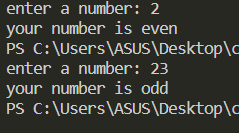 enter a number: 2
your number is even
PS C:\Users\ASUS\Desktop\c
enter a number: 23
your number is odd
PS C:\Users\ASUS\Desktop\c